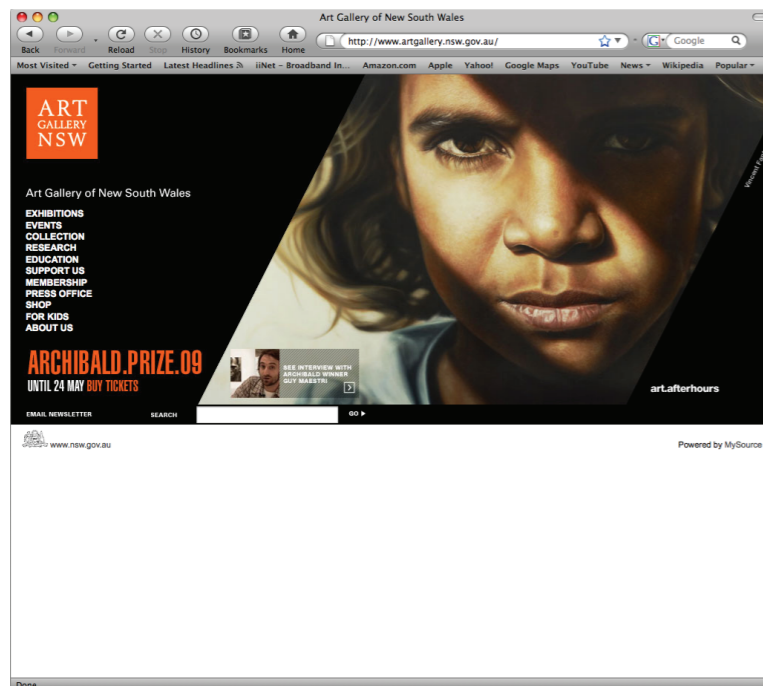 Art Gallery of New South Wales
http://www.artgallery.nsw.gov.au/
Google
Back Forward Reload Stop History Bookmarks Home
Most Visited Getting Started Latest Headlines iiNet – Broadband In... Amazon.com Apple Yahoo! Google Maps YouTube News Wikipedia Popular
ART
GALLERY
NSW
Vincent
Art Gallery of New South Wales
EXHIBITIONS
EVENTS
COLLECTION
RESEARCH
EDUCATION
SUPPORT US
MEMBERSHIP
PRESS OFFICE
SHOP
FOR KIDS
ABOUT US
ARCHIBALD.PRIZE.09
UNTIL 24 MAY BUY TICKETS
SEE INTERVIEW WITH
ARCHIBALD WINNER
GUY MAESTRI
art.afterhours
EMAIL NEWSLETTER SEARCH GO
www.nsw.gov.au Powered by MySource
Done